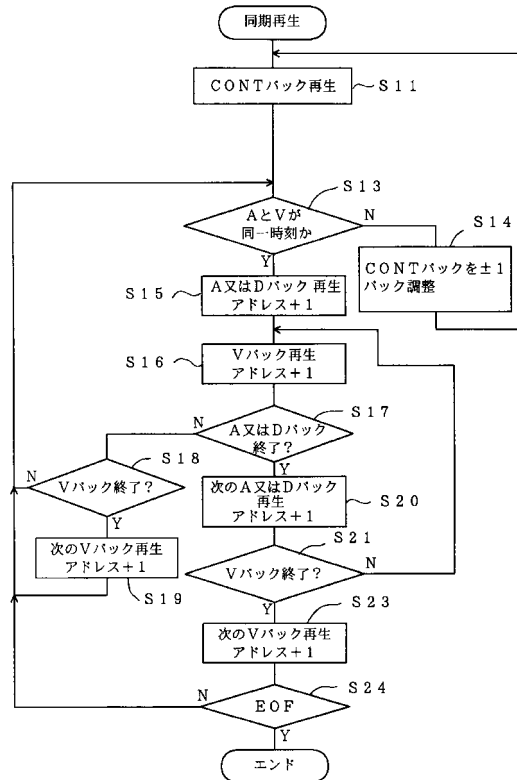 同期再生
CONTパック再生
S11
S13
AとVが
同一時刻か
N
Y
S14
CONTパックを±1
パック調整
S15
A又はDパック再生
アドレス+1
S16
Vパック再生
アドレス+1
S17
A又はDパック
終了?
N
Y
S18
Vパック終了?
N
Y
次のVパック再生
アドレス+1
S19
次のA又はDパック
再生
アドレス+1
S20
S21
Vパック終了?
N
Y
S23
次のVパック再生
アドレス+1
S24
EOF
N
Y
エンド